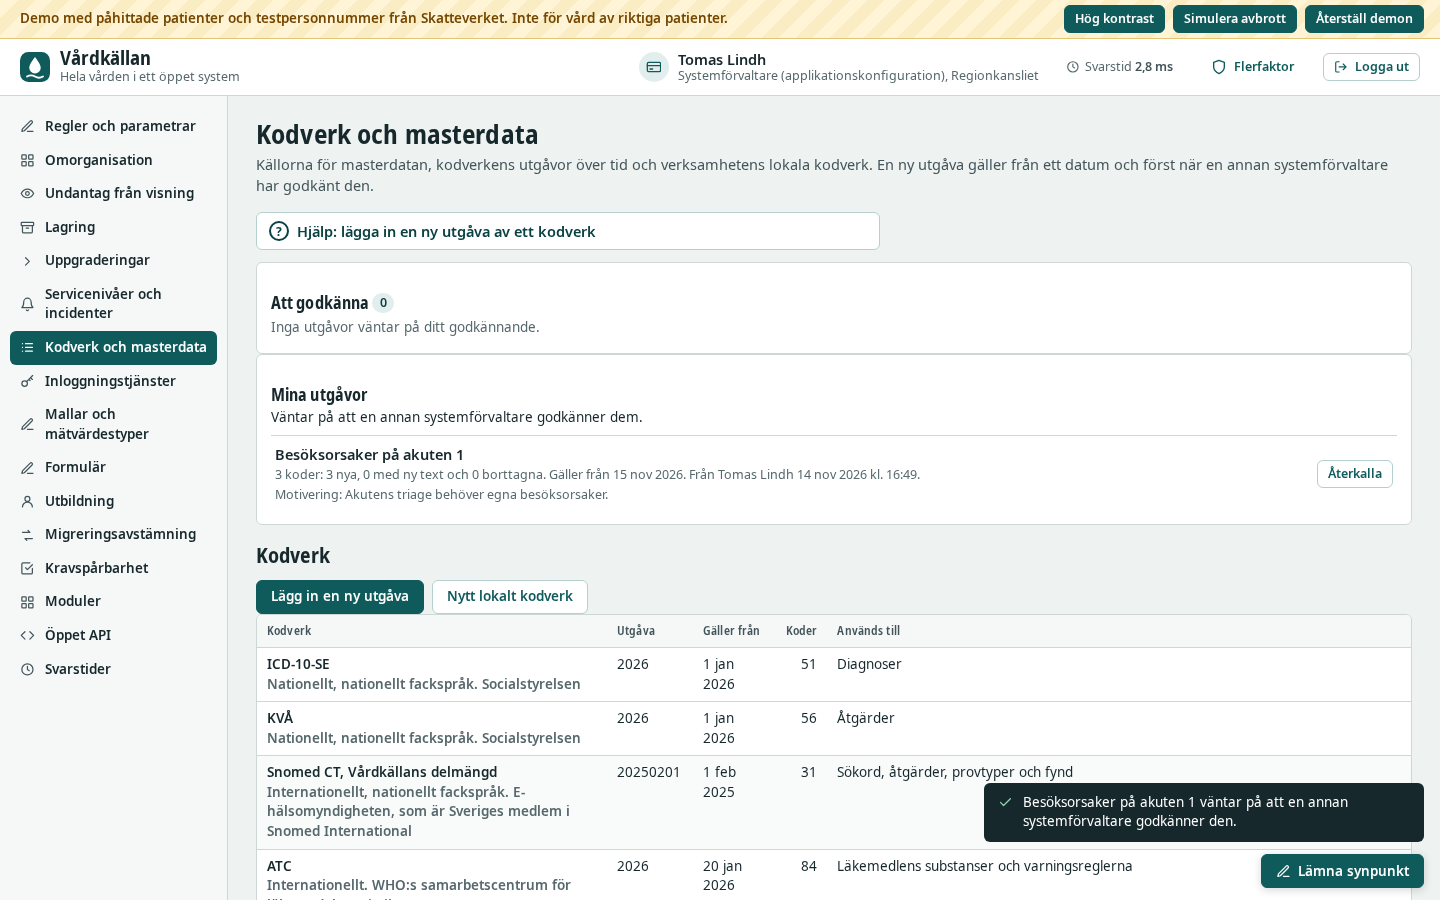 Demo med påhittade patienter och testpersonnummer från Skatteverket. Inte för vård av riktiga patienter.
Hög kontrast
Simulera avbrott
Återställ demon
Vårdkällan
Hela vården i ett öppet system
Tomas Lindh
Systemförvaltare (applikationskonfiguration), Regionkansliet
Svarstid 2,8 ms
Flerfaktor
Logga ut
Regler och parametrar
Omorganisation
Undantag från visning
Lagring
Uppgraderingar
Servicenivåer och
incidenter
Kodverk och masterdata
Inloggningstjänster
Mallar och
mätvärdestyper
Formulär
Utbildning
Migreringsavstämning
Kravspårbarhet
Moduler
Öppet API
Svarstider
Kodverk och masterdata
Källorna för masterdatan, kodverkens utgåvor över tid och verksamhetens lokala kodverk. En ny utgåva gäller från ett datum och först när en annan systemförvaltare
har godkänt den.
? Hjälp: lägga in en ny utgåva av ett kodverk
Att godkänna 0
Inga utgåvor väntar på ditt godkännande.
Mina utgåvor
Väntar på att en annan systemförvaltare godkänner dem.
Besöksorsaker på akuten 1
3 koder: 3 nya, 0 med ny text och 0 borttagna. Gäller från 15 nov 2026. Från Tomas Lindh 14 nov 2026 kl. 16:49.
Motivering: Akutens triage behöver egna besöksorsaker.
Återkalla
Kodverk
Lägg in en ny utgåva
Nytt lokalt kodverk
Kodverk Utgåva Gäller från Koder Används till
ICD-10-SE 2026 1 jan 51 Diagnoser
Nationellt, nationellt fackspråk. Socialstyrelsen 2026
KVÅ 2026 1 jan 56 Åtgärder
Nationellt, nationellt fackspråk. Socialstyrelsen 2026
Snomed CT, Vårdkällans delmängd 20250201 1 feb 31 Sökord, åtgärder, provtyper och fynd
Internationellt, nationellt fackspråk. E- 2025
hälsomyndigheten, som är Sveriges medlem i
Snomed International
Besöksorsaker på akuten 1 väntar på att en annan
systemförvaltare godkänner den.
ATC 2026 20 jan 84 Läkemedlens substanser och varningsreglerna
Internationellt. WHO:s samarbetscentrum för 2026
Lämna synpunkt